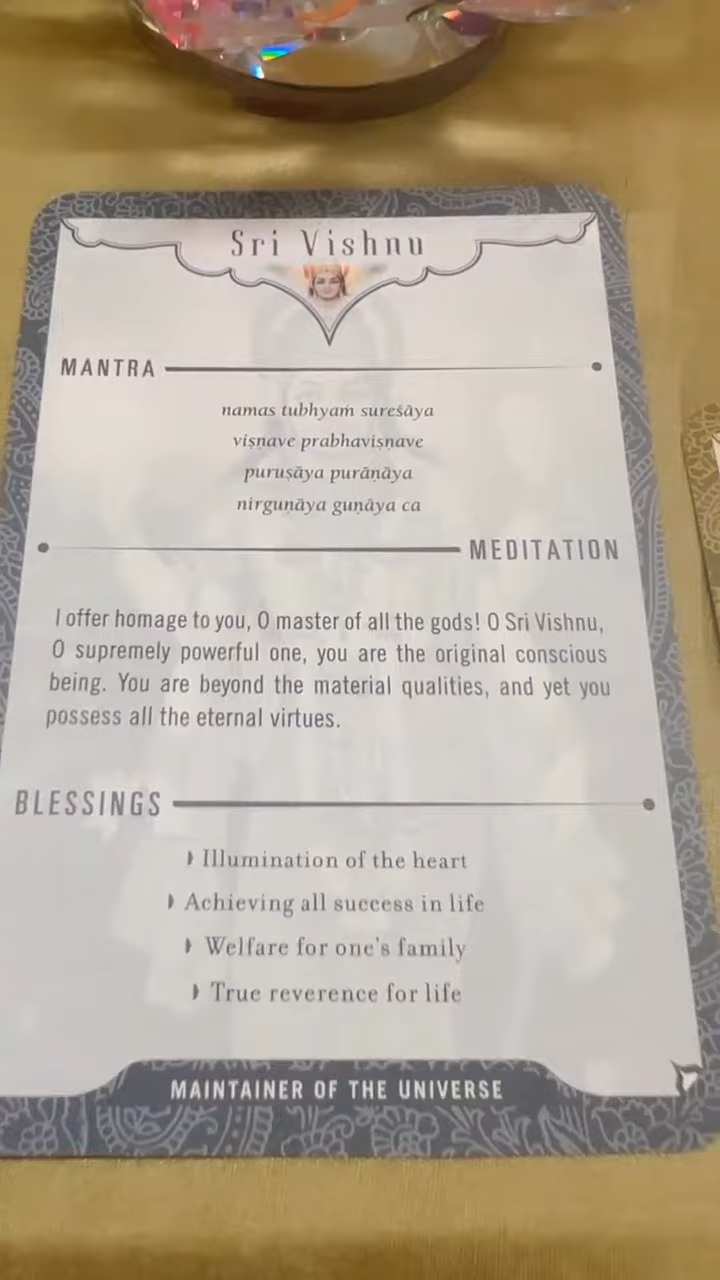 Sri Vishnu
MANTRA
namas tubhyaṁ sureśāya
viṣṇave prabhaviṣṇave
puruṣāya purāṇāya
nirguṇāya guṇāya ca
MEDITATION
I offer homage to you, O master of all the gods! O Sri Vishnu,
O supremely powerful one, you are the original conscious
being. You are beyond the material qualities, and yet you
possess all the eternal virtues.
BLESSINGS
Illumination of the heart
Achieving all success in life
Welfare for one's family
True reverence for life
MAINTAINER OF THE UNIVERSE